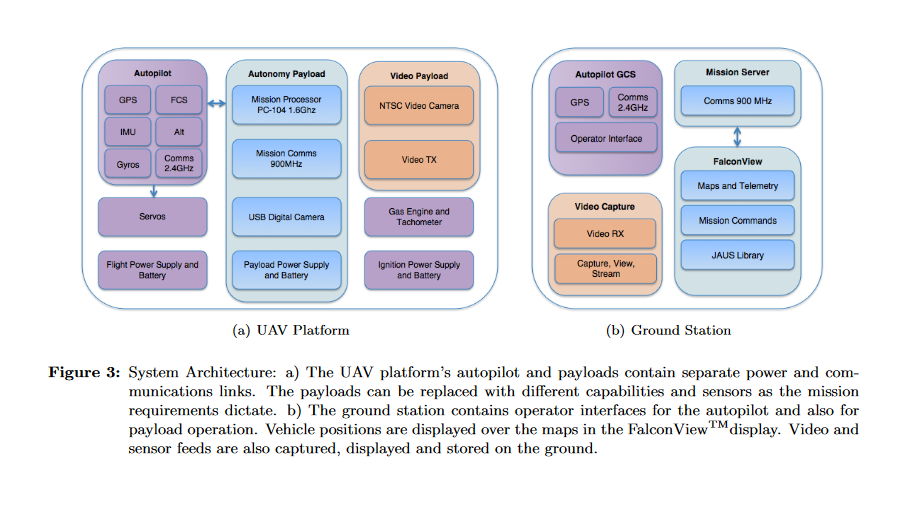 Autopilot
GPS
FCS
IMU
Alt
Gyros
Comms
2.4GHz
Servos
Flight Power Supply and
Battery
Autonomy Payload
Mission Processor
PC-104 1.6Ghz
Mission Comms
900MHz
USB Digital Camera
Payload Power Supply
and Battery
Video Payload
NTSC Video Camera
Video TX
Gas Engine and
Tachometer
Ignition Power Supply
and Battery
(a) UAV Platform
Autopilot GCS
GPS
Comms
2.4GHz
Operator Interface
Video Capture
Video RX
Capture, View,
Stream
Mission Server
Comms 900 MHz
FalconView
Maps and Telemetry
Mission Commands
JAUS Library
(b) Ground Station
Figure 3: System Architecture: a) The UAV platform's autopilot and payloads contain separate power and com-
munications links. The payloads can be replaced with different capabilities and sensors as the mission
requirements dictate. b) The ground station contains operator interfaces for the autopilot and also for
payload operation. Vehicle positions are displayed over the maps in the FalconView™display. Video and
sensor feeds are also captured, displayed and stored on the ground.